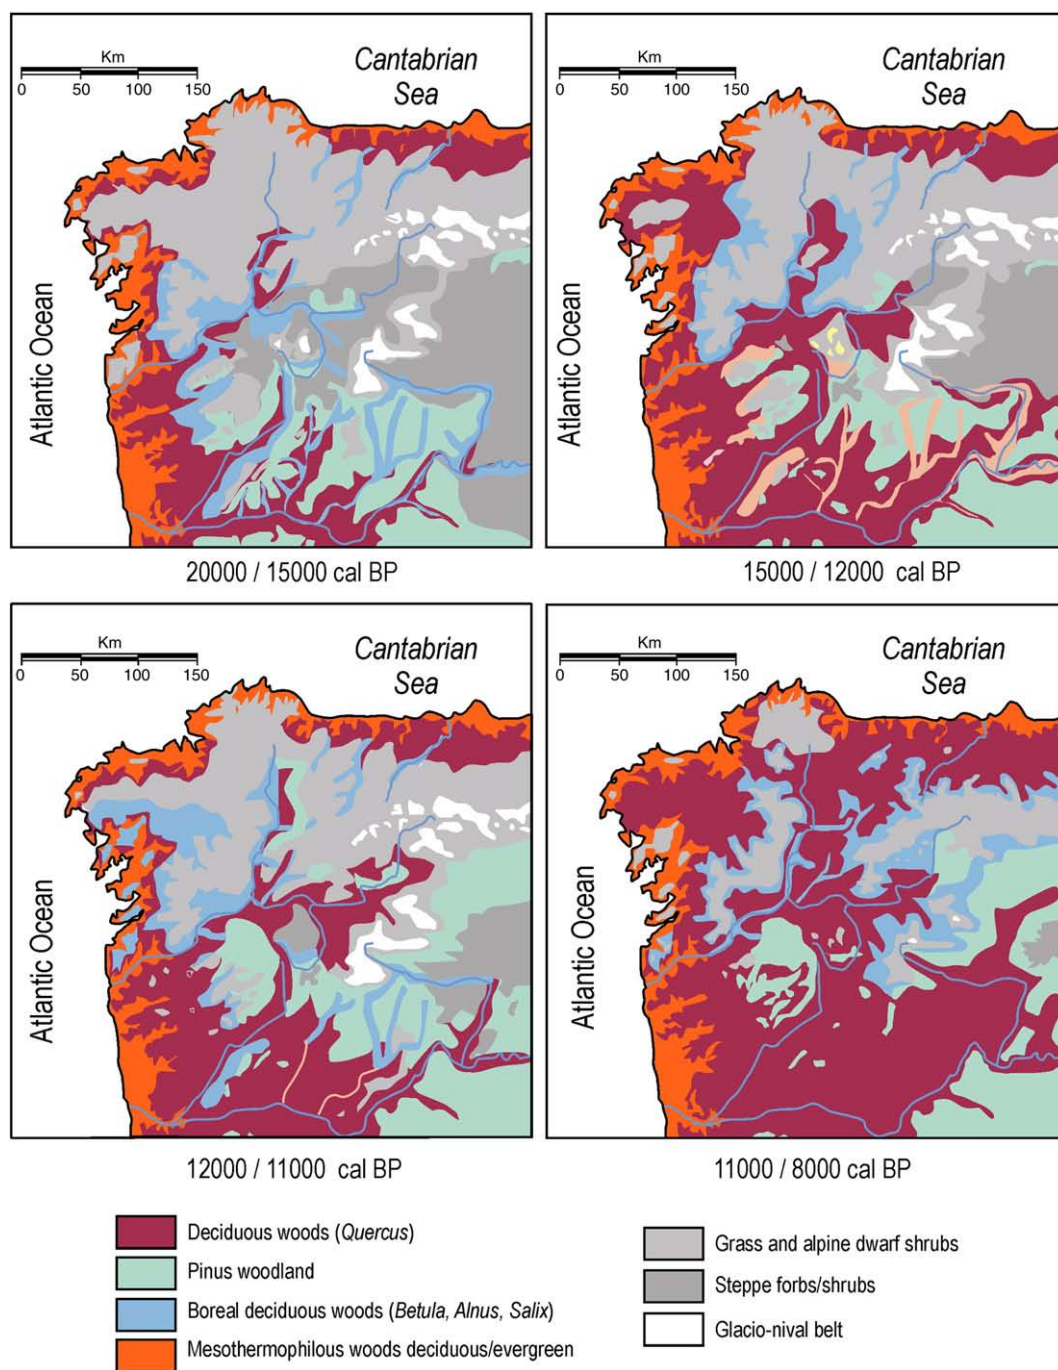 Km
0 50 100 150
Cantabrian
Sea
Atlantic Ocean
20000 / 15000 cal BP
Km
0 50 100 150
Cantabrian
Sea
Atlantic Ocean
15000 / 12000 cal BP
Km
0 50 100 150
Cantabrian
Sea
Atlantic Ocean
12000 / 11000 cal BP
Km
0 50 100 150
Cantabrian
Sea
Atlantic Ocean
11000 / 8000 cal BP
Deciduous woods (Quercus)
Pinus woodland
Boreal deciduous woods (Betula, Alnus, Salix)
Mesothermophilous woods deciduous/evergreen
Grass and alpine dwarf shrubs
Steppe forbs/shrubs
Glacio-nival belt